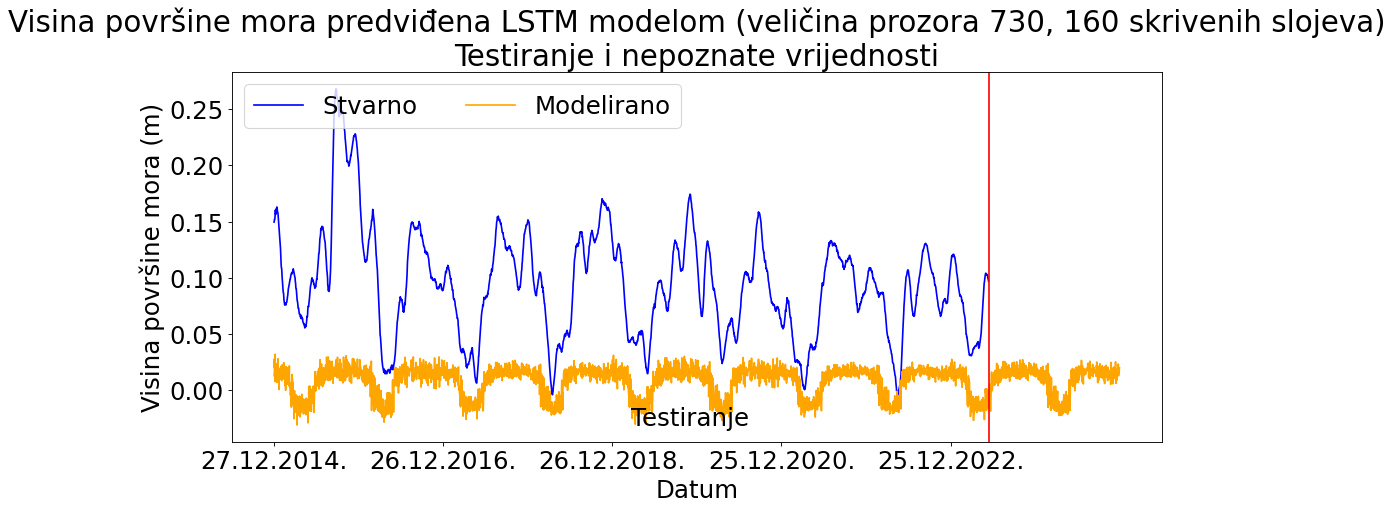 Visina površine mora predviđena LSTM modelom (veličina prozora 730, 160 skrivenih slojeva)
Testiranje i nepoznate vrijednosti
Stvarno
Modelirano
Visina površine mora (m)
0.25
0.20
0.15
0.10
0.05
0.00
Testiranje
27.12.2014.
26.12.2016.
26.12.2018.
25.12.2020.
25.12.2022.
Datum